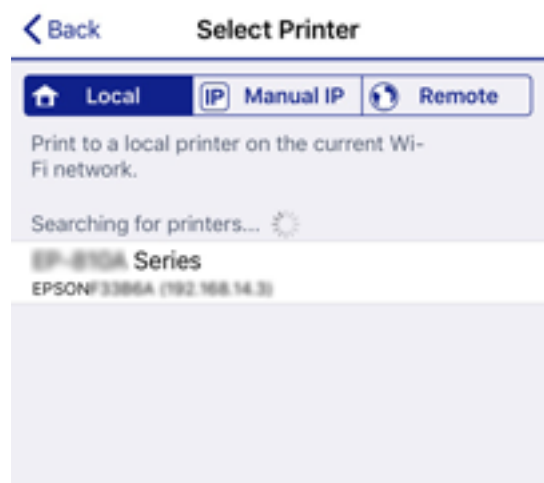 Back
Select Printer
Local
IP Manual IP
Remote
Print to a local printer on the current Wi-
Fi network.
Searching for printers...
Series
EPSON